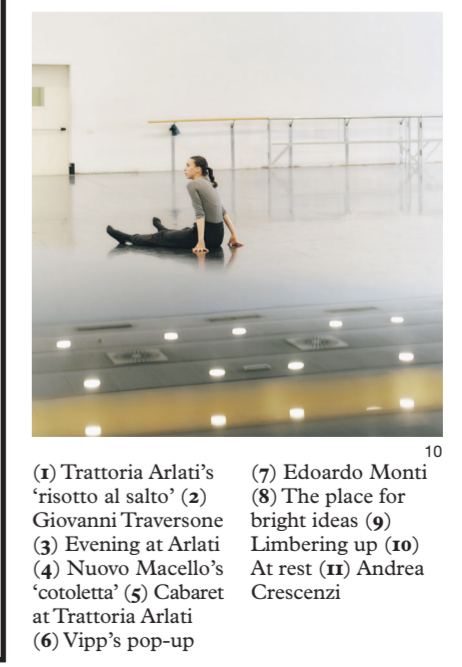 10
(1) Trattoria Arlati’s
‘risotto al salto’ (2)
Giovanni Traversone
(3) Evening at Arlati
(4) Nuovo Macello’s
‘cotoletta’ (5) Cabaret
at Trattoria Arlati
(6) Vipp’s pop-up
(7) Edoardo Monti
(8) The place for
bright ideas (9)
Limbering up (10)
At rest (11) Andrea
Crescenzi